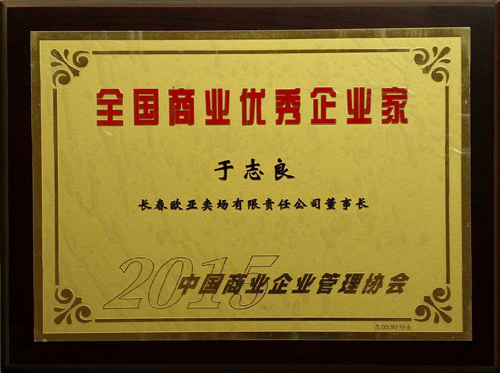 全国商业优秀企业家
于志良
长春欧亚卖场有限责任公司董事长
2015
中国商业企业管理协会